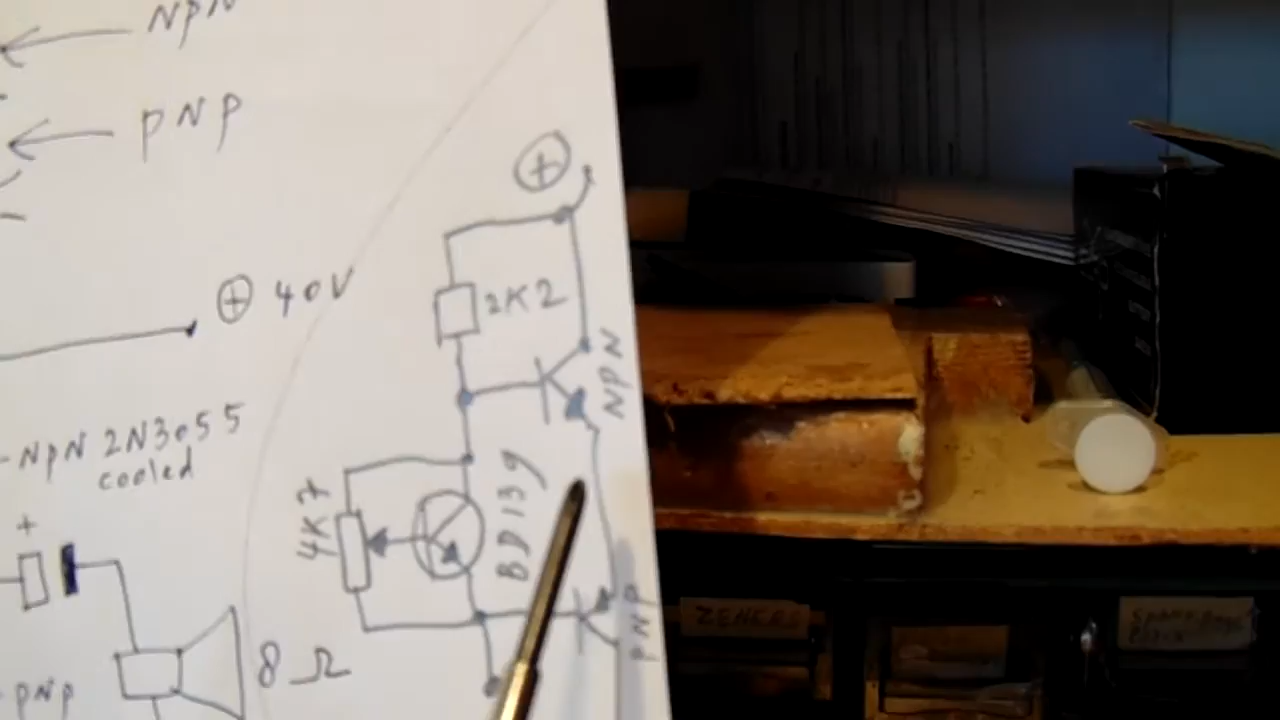 NPN
PNP
⊕ 40V
⊕
2K2
NPN
NPN 2N3055
cooled
4K7
BD139
+
8 Ω
PNP
PNP
ZENERS